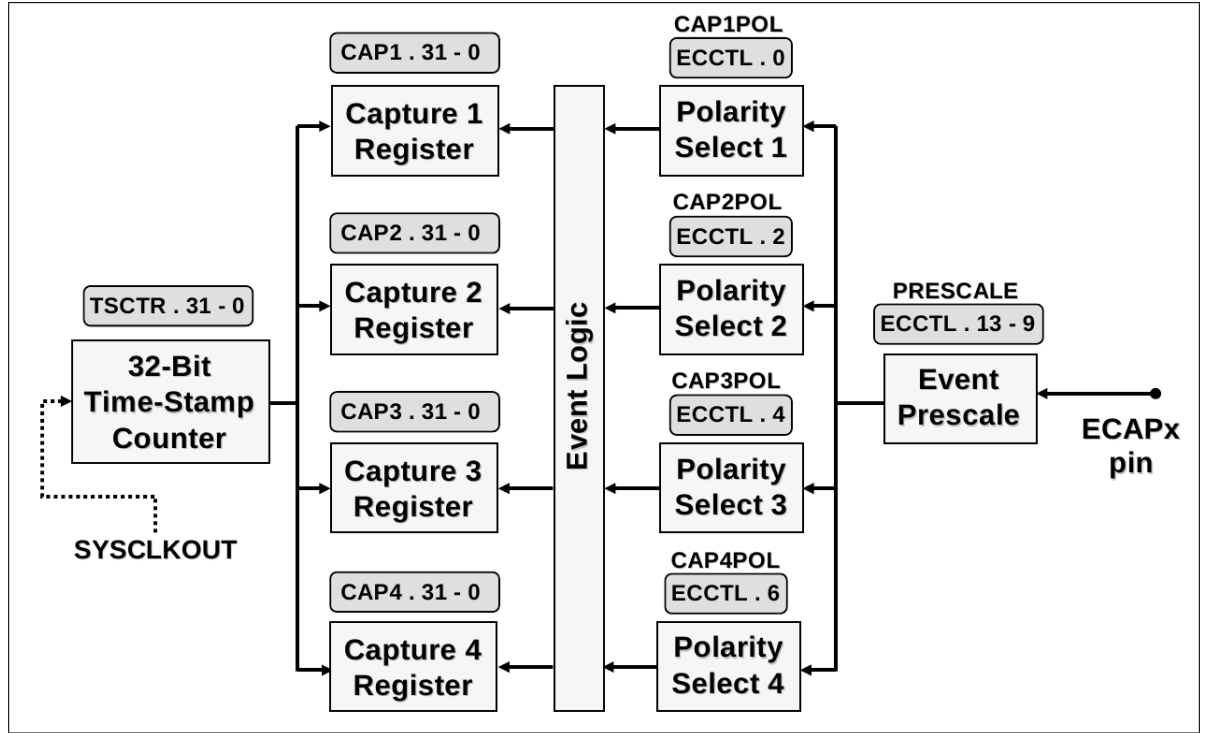 CAP1POL
CAP1 . 31 - 0
ECCTL . 0
Capture 1
Register
Polarity
Select 1
CAP2POL
CAP2 . 31 - 0
ECCTL . 2
Capture 2
Register
Polarity
Select 2
TSCTR . 31 - 0
32-Bit
Time-Stamp
Counter
SYSCLKOUT
Event Logic
PRESCALE
ECCTL . 13 - 9
Event
Prescale
ECAPx
pin
CAP3POL
CAP3 . 31 - 0
ECCTL . 4
Capture 3
Register
Polarity
Select 3
CAP4POL
CAP4 . 31 - 0
ECCTL . 6
Capture 4
Register
Polarity
Select 4